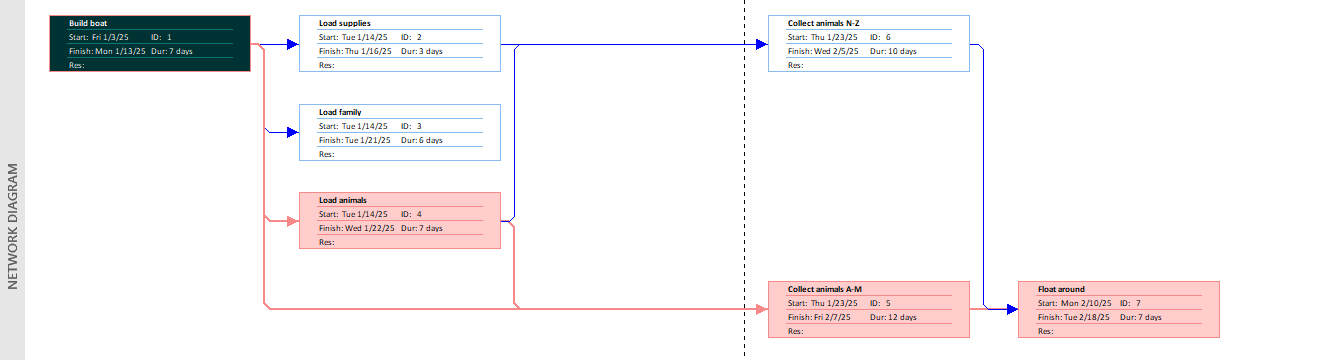 NETWORK DIAGRAM
Build boat
Start: Fri 1/3/25 ID: 1
Finish: Mon 1/13/25 Dur: 7 days
Res:
Load supplies
Start: Tue 1/14/25 ID: 2
Finish: Thu 1/16/25 Dur: 3 days
Res:
Load family
Start: Tue 1/14/25 ID: 3
Finish: Tue 1/21/25 Dur: 6 days
Res:
Load animals
Start: Tue 1/14/25 ID: 4
Finish: Wed 1/22/25 Dur: 7 days
Res:
Collect animals N-Z
Start: Thu 1/23/25 ID: 6
Finish: Wed 2/5/25 Dur: 10 days
Res:
Collect animals A-M
Start: Thu 1/23/25 ID: 5
Finish: Fri 2/7/25 Dur: 12 days
Res:
Float around
Start: Mon 2/10/25 ID: 7
Finish: Tue 2/18/25 Dur: 7 days
Res: